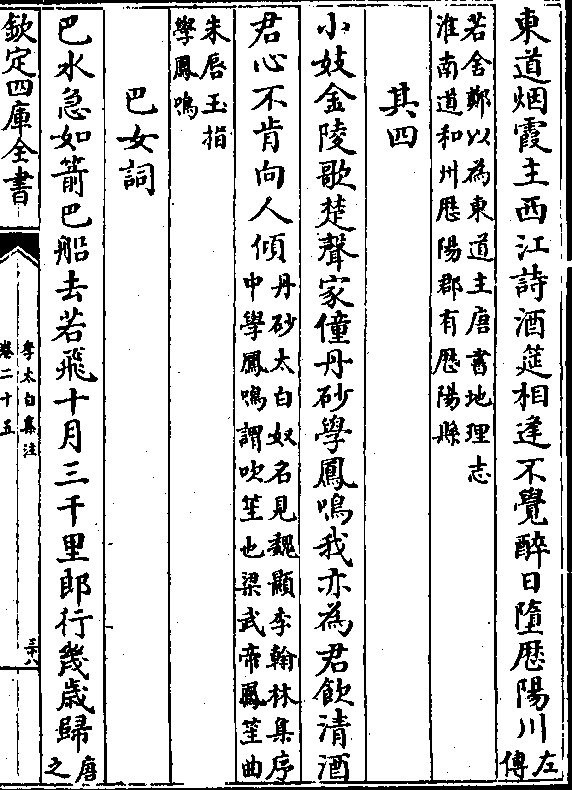 東道烟霞主西江詩酒筵相逢不覺醉日墮厯陽川左傳
若舍鄭以為東道主唐書地理志
淮南道和州厯陽郡有厯陽縣
其四
小妓金陵歌楚聲家僮丹砂學鳳鳴我亦為君飲清酒
君心不肯向人傾丹砂太白奴名見魏顥李翰林集序
中學鳳鳴謂吹笙也梁武帝鳳笙曲
朱唇玉指
學鳳鳴
巴女詞
巴水急如箭巴船去若飛十月三千里郎行幾歲歸唐之
欽定四庫全書
李太白集注
卷二十五
三十八